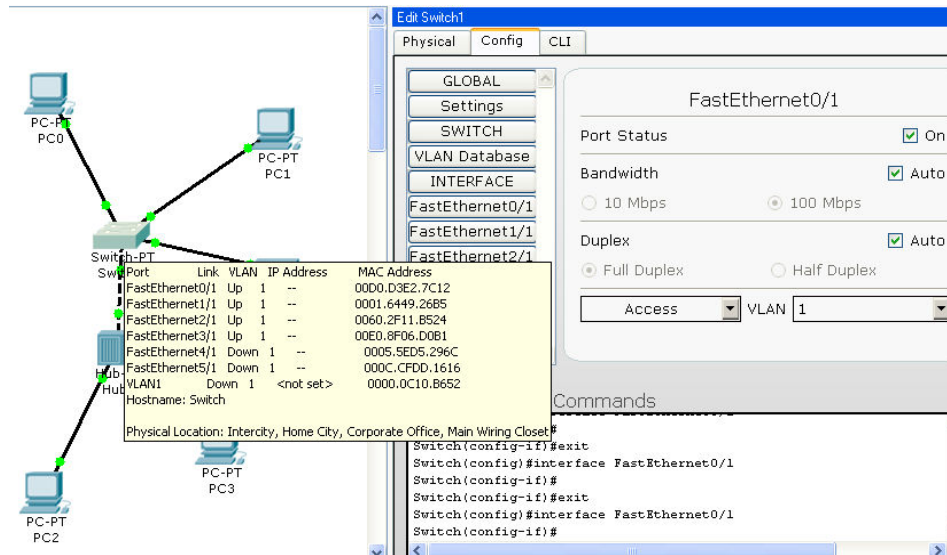 Edit Switch1
Physical Config CLI
GLOBAL
Settings
SWITCH
VLAN Database
INTERFACE
FastEthernet0/1
FastEthernet1/1
FastEthernet2/1
FastEthernet0/1
Port Status On
Bandwidth Auto
10 Mbps 100 Mbps
Duplex Auto
Full Duplex Half Duplex
Access VLAN 1
PC-PT
PC0
PC-PT
PC1
Switch-PT
Port Link VLAN IP Address MAC Address
FastEthernet0/1 Up 1 -- 00D0.D3E2.7C12
FastEthernet1/1 Up 1 -- 0001.6449.26B5
FastEthernet2/1 Up 1 -- 0060.2F11.B524
FastEthernet3/1 Up 1 -- 00E0.8F06.D0B1
FastEthernet4/1 Down 1 -- 0005.5ED5.296C
FastEthernet5/1 Down 1 -- 000C.CFDD.1616
VLAN1 Down 1 <not set> 0000.0C10.B652
Hostname: Switch
Physical Location: Intercity, Home City, Corporate Office, Main Wiring Closet
Hub
PC-PT
PC3
PC-PT
PC2
Commands
#
Switch(config-if)#exit
Switch(config)#interface FastEthernet0/1
Switch(config-if)#
Switch(config-if)#exit
Switch(config)#interface FastEthernet0/1
Switch(config-if)#